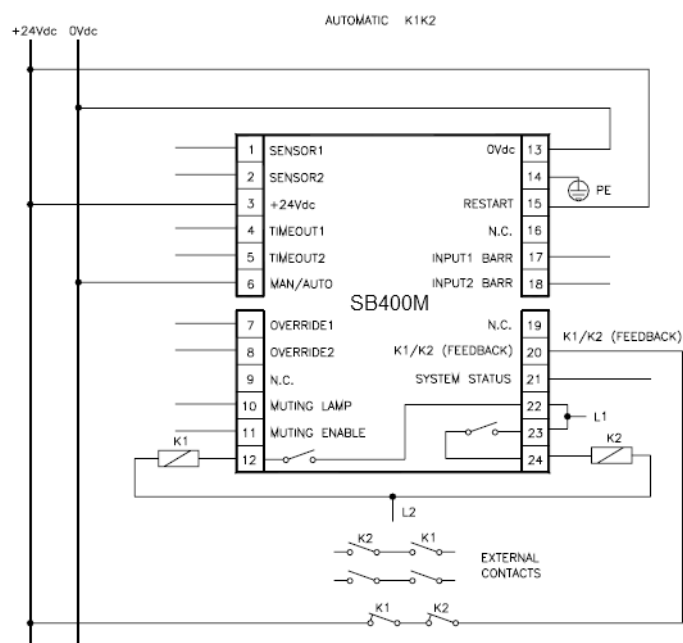 AUTOMATIC K1K2
+24Vdc 0Vdc
1 SENSOR1 0Vdc 13
2 SENSOR2 14 PE
3 +24Vdc RESTART 15
4 TIMEOUT1 N.C. 16
5 TIMEOUT2 INPUT1 BARR 17
6 MAN/AUTO INPUT2 BARR 18
SB400M
7 OVERRIDE1 N.C. 19
K1/K2 (FEEDBACK)
8 OVERRIDE2 K1/K2 (FEEDBACK) 20
9 N.C. SYSTEM STATUS 21
10 MUTING LAMP 22
L1
11 MUTING ENABLE 23
K1 K2
12 24
L2
K2 K1
EXTERNAL
CONTACTS
K1 K2